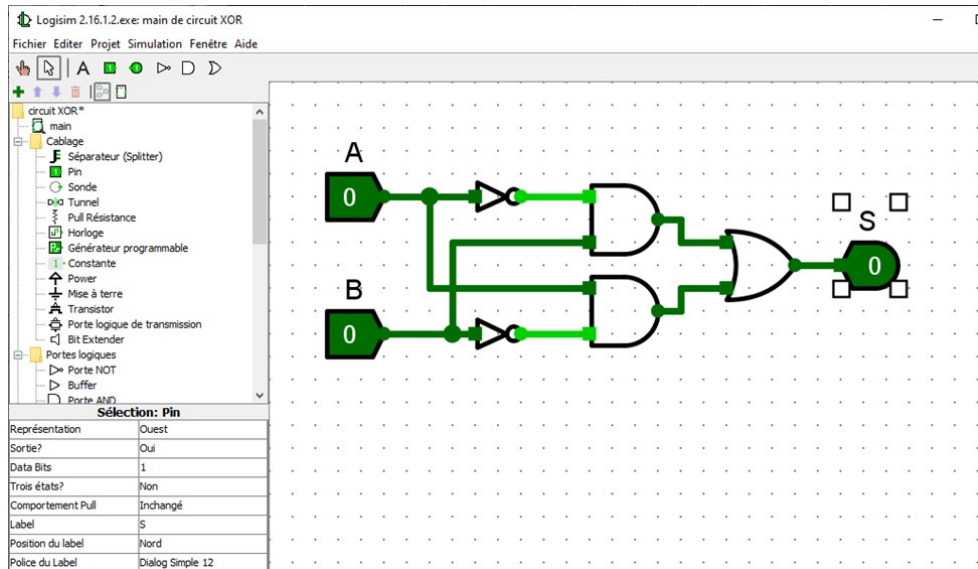 Logisim 2.16.1.2.exe: main de circuit XOR
Fichier Editer Projet Simulation Fenêtre Aide
A
circuit XOR*
main
Cablage
Séparateur (Splitter)
Pin
Sonde
Tunnel
Pull Résistance
Horloge
Générateur programmable
1 Constante
Power
Mise à terre
Transistor
Porte logique de transmission
Bit Extender
Portes logiques
Porte NOT
Buffer
Porte AND
Sélection: Pin
Représentation Ouest
Sortie? Oui
Data Bits 1
Trois états? Non
Comportement Pull Inchangé
Label S
Position du label Nord
Police du Label Dialog Simple 12
A
0
B
0
S
0